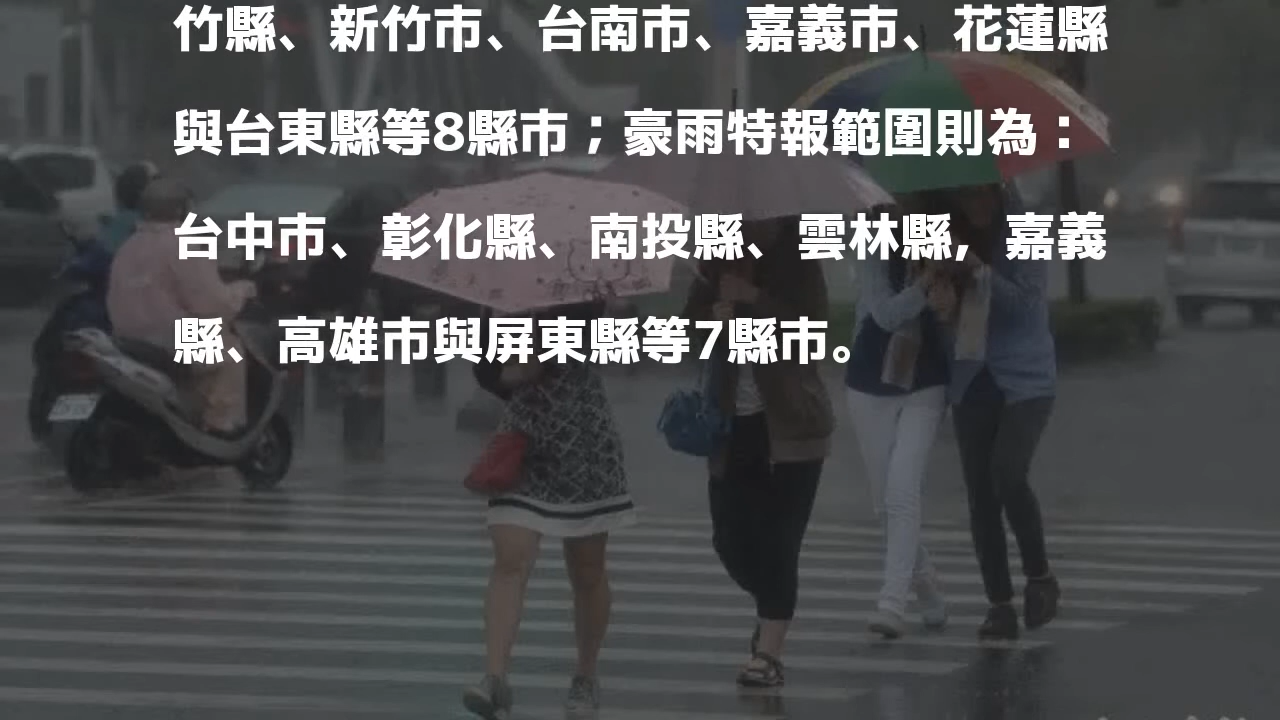 竹縣、新竹市、台南市、嘉義市、花蓮縣
與台東縣等8縣市；豪雨特報範圍則為：
台中市、彰化縣、南投縣、雲林縣，嘉義
縣、高雄市與屏東縣等7縣市。